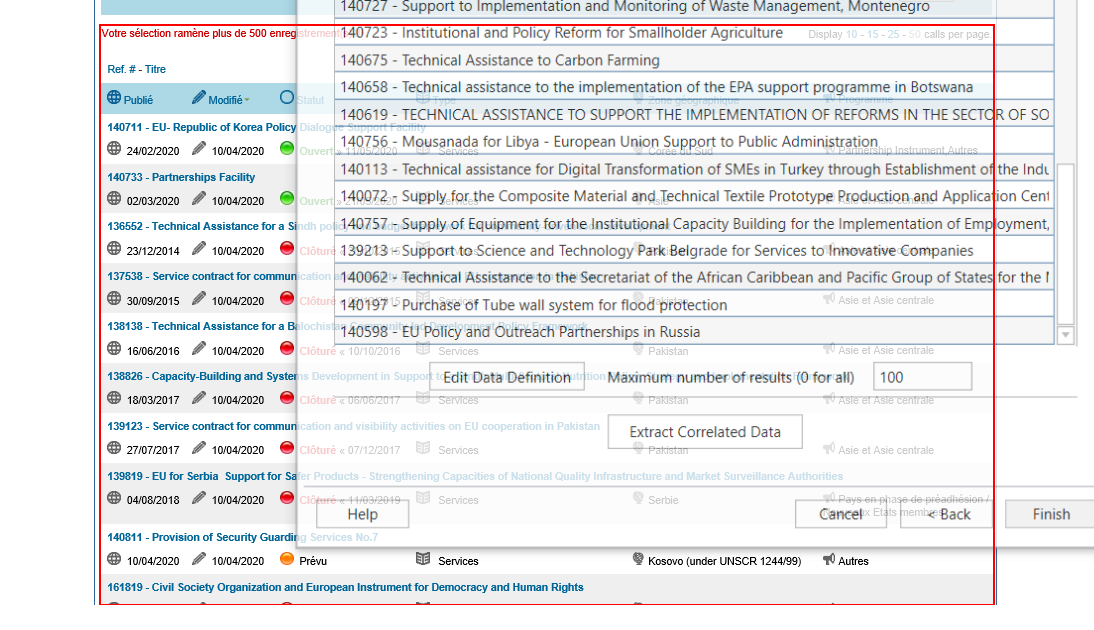 140727 - Support to Implementation and Monitoring of Waste Management, Montenegro
Votre sélection ramène plus de 500 enregistrement
140723 - Institutional and Policy Reform for Smallholder Agriculture
Display 10 - 15 - 25 - 50 calls per page.
140675 - Technical Assistance to Carbon Farming
Ref. # - Titre
140658 - Technical assistance to the implementation of the EPA support programme in Botswana
Publié Modifié Statut Type Zone géographique Programme
140619 - TECHNICAL ASSISTANCE TO SUPPORT THE IMPLEMENTATION OF REFORMS IN THE SECTOR OF SO
140711 - EU- Republic of Korea Policy Dialogue Support Facility
140756 - Mousanada for Libya - European Union Support to Public Administration
24/02/2020 10/04/2020 Ouvert » 11/05/2020 Services Corée du Sud Partnership Instrument,Autres
140113 - Technical assistance for Digital Transformation of SMEs in Turkey through Establishment of the Indu
140733 - Partnerships Facility
140072 - Supply for the Composite Material and Technical Textile Prototype Production and Application Cent
02/03/2020 10/04/2020 Ouvert Services Asie Asie et Asie centrale
140757 - Supply of Equipment for the Institutional Capacity Building for the Implementation of Employment,
136552 - Technical Assistance for a Sindh
139213 - Support to Science and Technology Park Belgrade for Services to Innovative Companies
23/12/2014 10/04/2020 Clôturé
140062 - Technical Assistance to the Secretariat of the African Caribbean and Pacific Group of States for the
137538 - Service contract for communication
140197 - Purchase of Tube wall system for flood protection
30/09/2015 10/04/2020 Clôturé Services Pakistan Asie et Asie centrale
138138 - Technical Assistance for a Balochistan Community-led Development Policy Framework
140598 - EU Policy and Outreach Partnerships in Russia
16/06/2016 10/04/2020 Clôturé « 10/10/2016 Services Pakistan Asie et Asie centrale
138826 - Capacity-Building and Systems Development in Support
Edit Data Definition Maximum number of results (0 for all) 100
18/03/2017 10/04/2020 Clôturé « 06/06/2017 Services Pakistan Asie et Asie centrale
139123 - Service contract for communication and visibility activities on EU cooperation in Pakistan
Extract Correlated Data
27/07/2017 10/04/2020 Clôturé « 07/12/2017 Services Pakistan Asie et Asie centrale
139819 - EU for Serbia Support for Safer Products - Strengthening Capacities of National Quality Infrastructure and Market Surveillance Authorities
04/08/2018 10/04/2020 Clôturé « 11/03/2019 Services Serbie Pays en phase de préadhésion /
Help Cancel < Back Finish
140811 - Provision of Security Guarding Services No.7
10/04/2020 10/04/2020 Prévu Services Kosovo (under UNSCR 1244/99) Autres
161819 - Civil Society Organization and European Instrument for Democracy and Human Rights